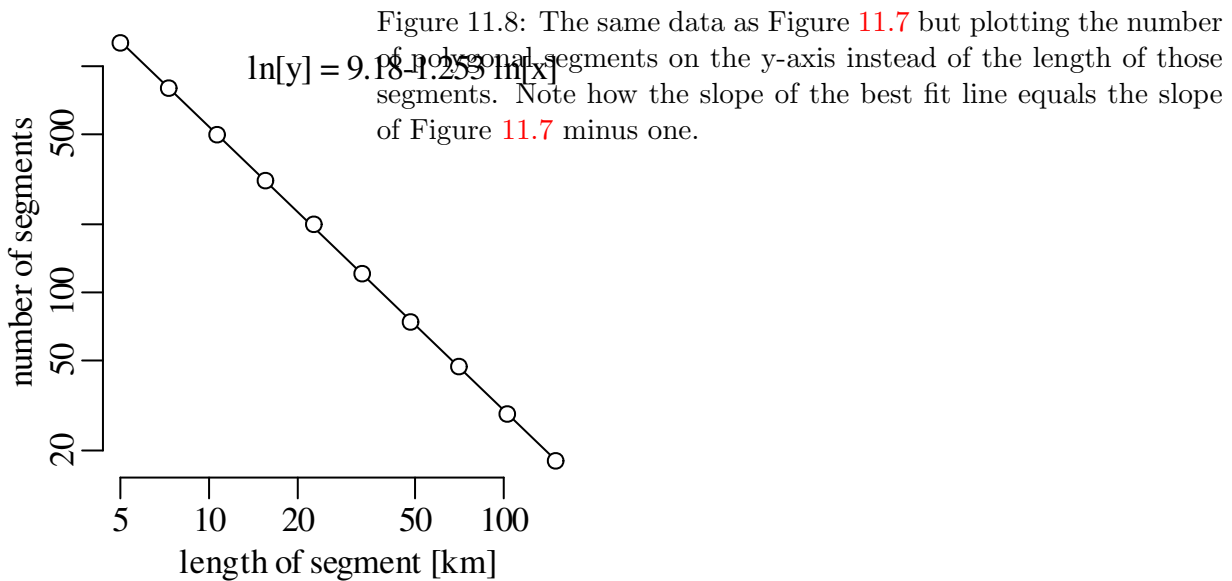 Figure 11.8: The same data as Figure 11.7 but plotting the number
of polygonal segments on the y-axis instead of the length of those
segments. Note how the slope of the best fit line equals the slope
of Figure 11.7 minus one.
ln[y] = 9.18-1.253 ln[x]
number of segments
500
100
50
20
5 10 20 50 100
length of segment [km]